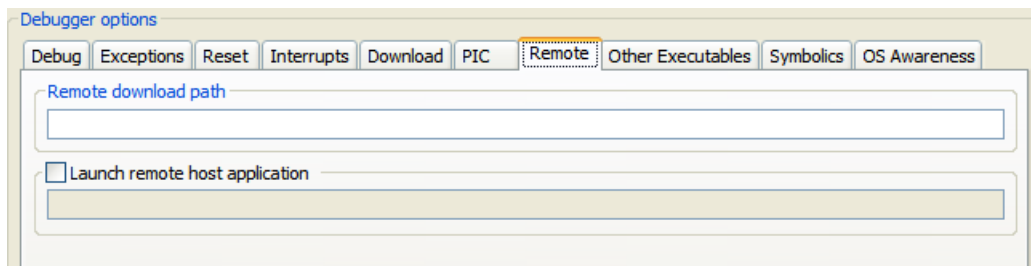 Debugger options
Debug Exceptions Reset Interrupts Download PIC Remote Other Executables Symbolics OS Awareness
Remote download path
Launch remote host application